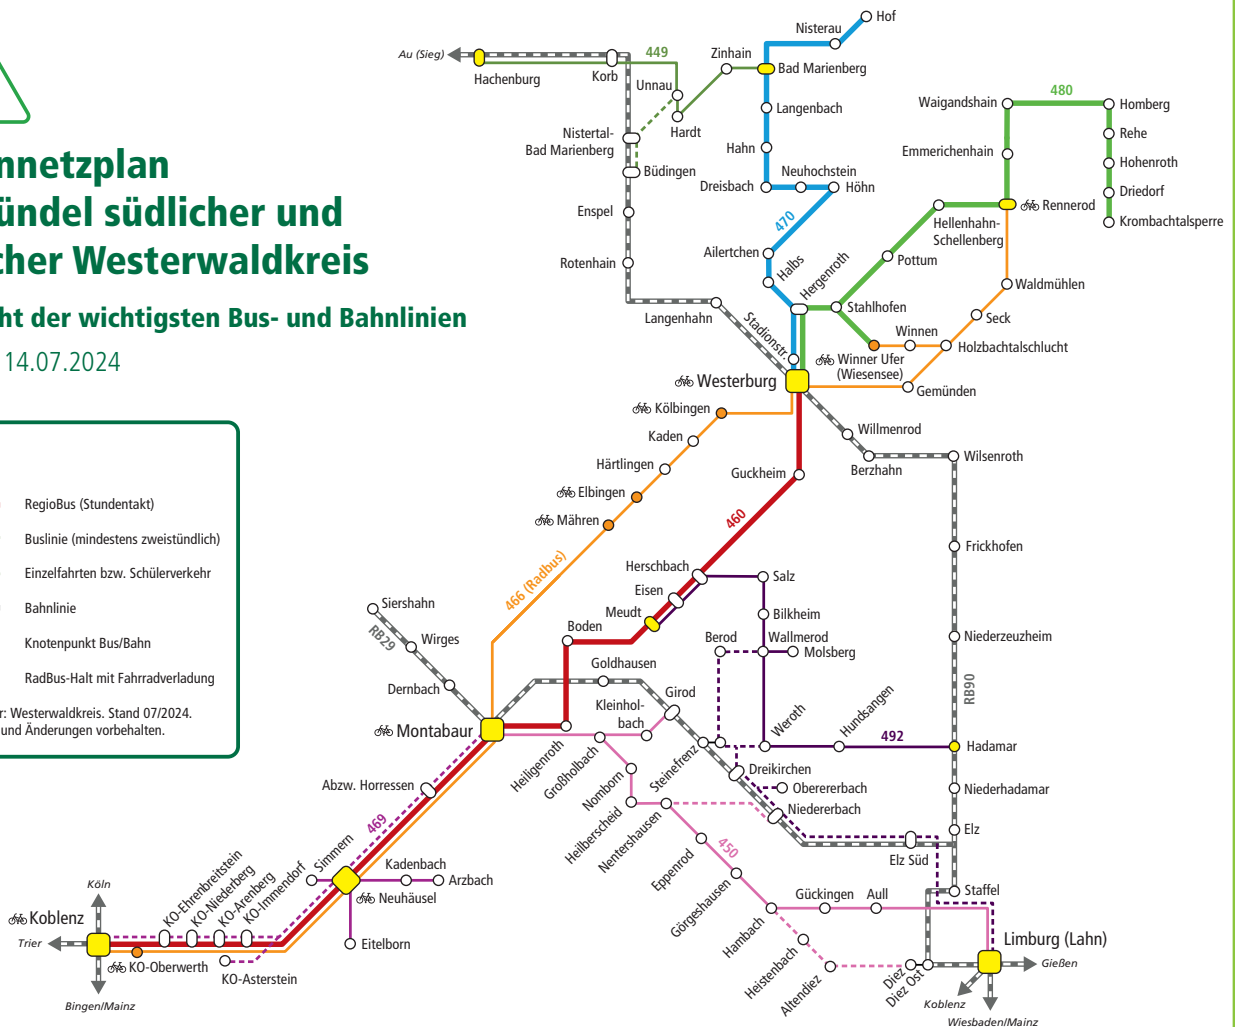 nnetzplan
ündel südlicher und
cher Westerwaldkreis
ht der wichtigsten Bus- und Bahnlinien
14.07.2024
RegioBus (Stundentakt)
Buslinie (mindestens zweistündlich)
Einzelfahrten bzw. Schülerverkehr
Bahnlinie
Knotenpunkt Bus/Bahn
RadBus-Halt mit Fahrradverladung
r: Westerwaldkreis. Stand 07/2024.
und Änderungen vorbehalten.
Au (Sieg)
Hachenburg
Korb
449
Unnau
Hardt
Zinhain
Nisterau
Hof
Bad Marienberg
Langenbach
Hahn
Dreisbach
Neuhochstein
Höhn
470
Ailertchen
Halbs
Hergenroth
Nistertal-
Bad Marienberg
Büdingen
Enspel
Rotenhain
Langenhahn
Stadionstr.
Westerburg
Waigandshain
480
Homberg
Rehe
Hohenroth
Driedorf
Krombachtalsperre
Emmerichenhain
Rennerod
Hellenhahn-
Schellenberg
Pottum
Stahlhofen
Waldmühlen
Seck
Winnen
Holzbachtalschlucht
Winner Ufer
(Wiesensee)
Gemünden
Kölbingen
Kaden
Härtlingen
Elbingen
Mähren
466 (Radbus)
Willmenrod
Berzhahn
Wilsenroth
Guckheim
460
Frickhofen
Herschbach
Eisen
Meudt
Salz
Bilkheim
Wallmerod
Molsberg
Berod
Niederzeuzheim
RB90
Siershahn
RB29
Wirges
Dernbach
Boden
Goldhausen
Girod
Kleinhol-
bach
Montabaur
Heiligenroth
Großholbach
Nomborn
Heilberscheid
Nentershausen
Steinefrenz
Weroth
Hundsangen
492
Hadamar
Dreikirchen
Obererbach
Niedererbach
Niederhadamar
Elz
Elz Süd
Staffel
Abzw. Horressen
469
Simmern
Kadenbach
Arzbach
Neuhäusel
Eitelborn
KO-Ehrenbreitstein
KO-Niederberg
KO-Arenberg
KO-Immendorf
Köln
Koblenz
Trier
KO-Oberwerth
KO-Asterstein
Bingen/Mainz
450
Eppenrod
Görgeshausen
Hambach
Gückingen
Aull
Heistenbach
Altendiez
Diez
Diez Ost
Limburg (Lahn)
Gießen
Koblenz
Wiesbaden/Mainz